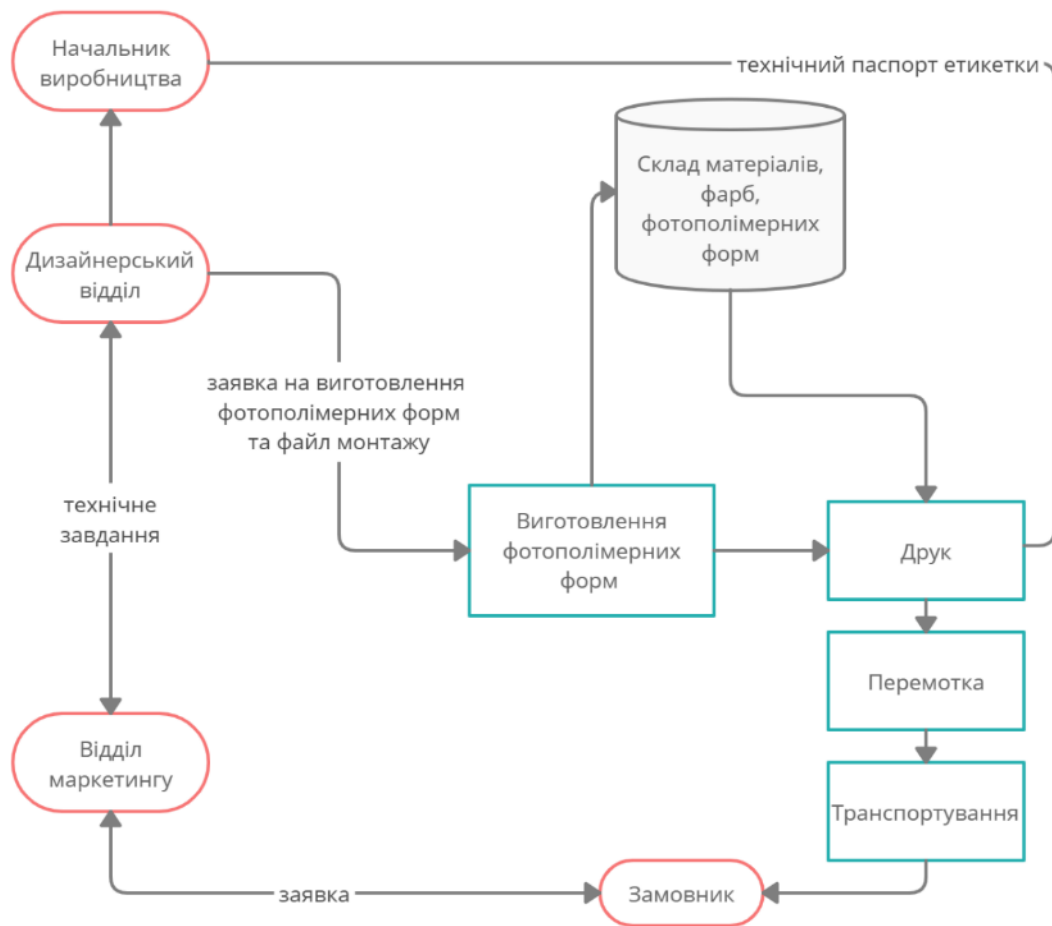 Начальник
виробництва
технічний паспорт етикетки
Склад матеріалів,
фарб,
фотополімерних
форм
Дизайнерський
відділ
заявка на виготовлення
фотополімерних форм
та файл монтажу
технічне
завдання
Виготовлення
фотополімерних
форм
Друк
Перемотка
Відділ
маркетингу
Транспортування
заявка
Замовник